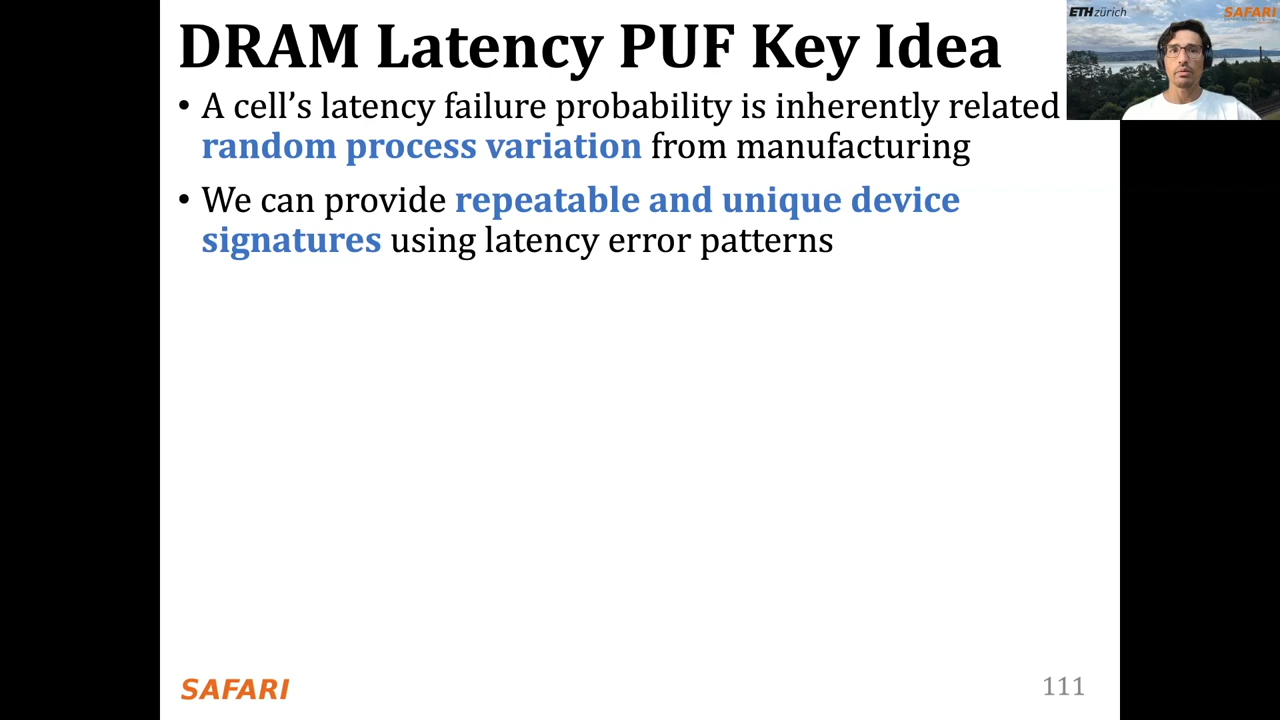 DRAM Latency PUF Key Idea
• A cell’s latency failure probability is inherently related
random process variation from manufacturing
• We can provide repeatable and unique device
signatures using latency error patterns
SAFARI
111
ETH zürich
SAFARI